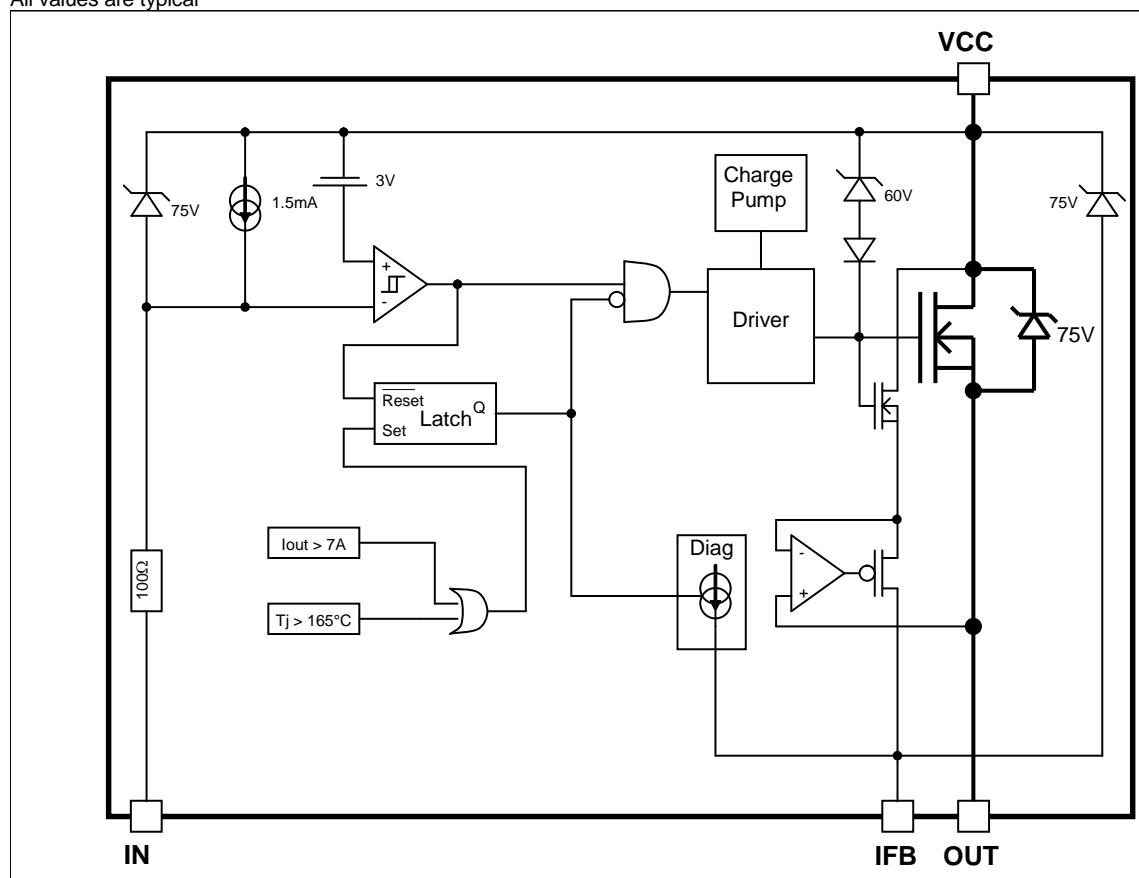 All values are typical
VCC
75V
1.5mA
3V
Charge
Pump
60V
75V
+
-
Driver
75V
Reset
Latch
Q
Set
Iout > 7A
Diag
-
+
100Ω
Tj > 165°C
IN
IFB
OUT